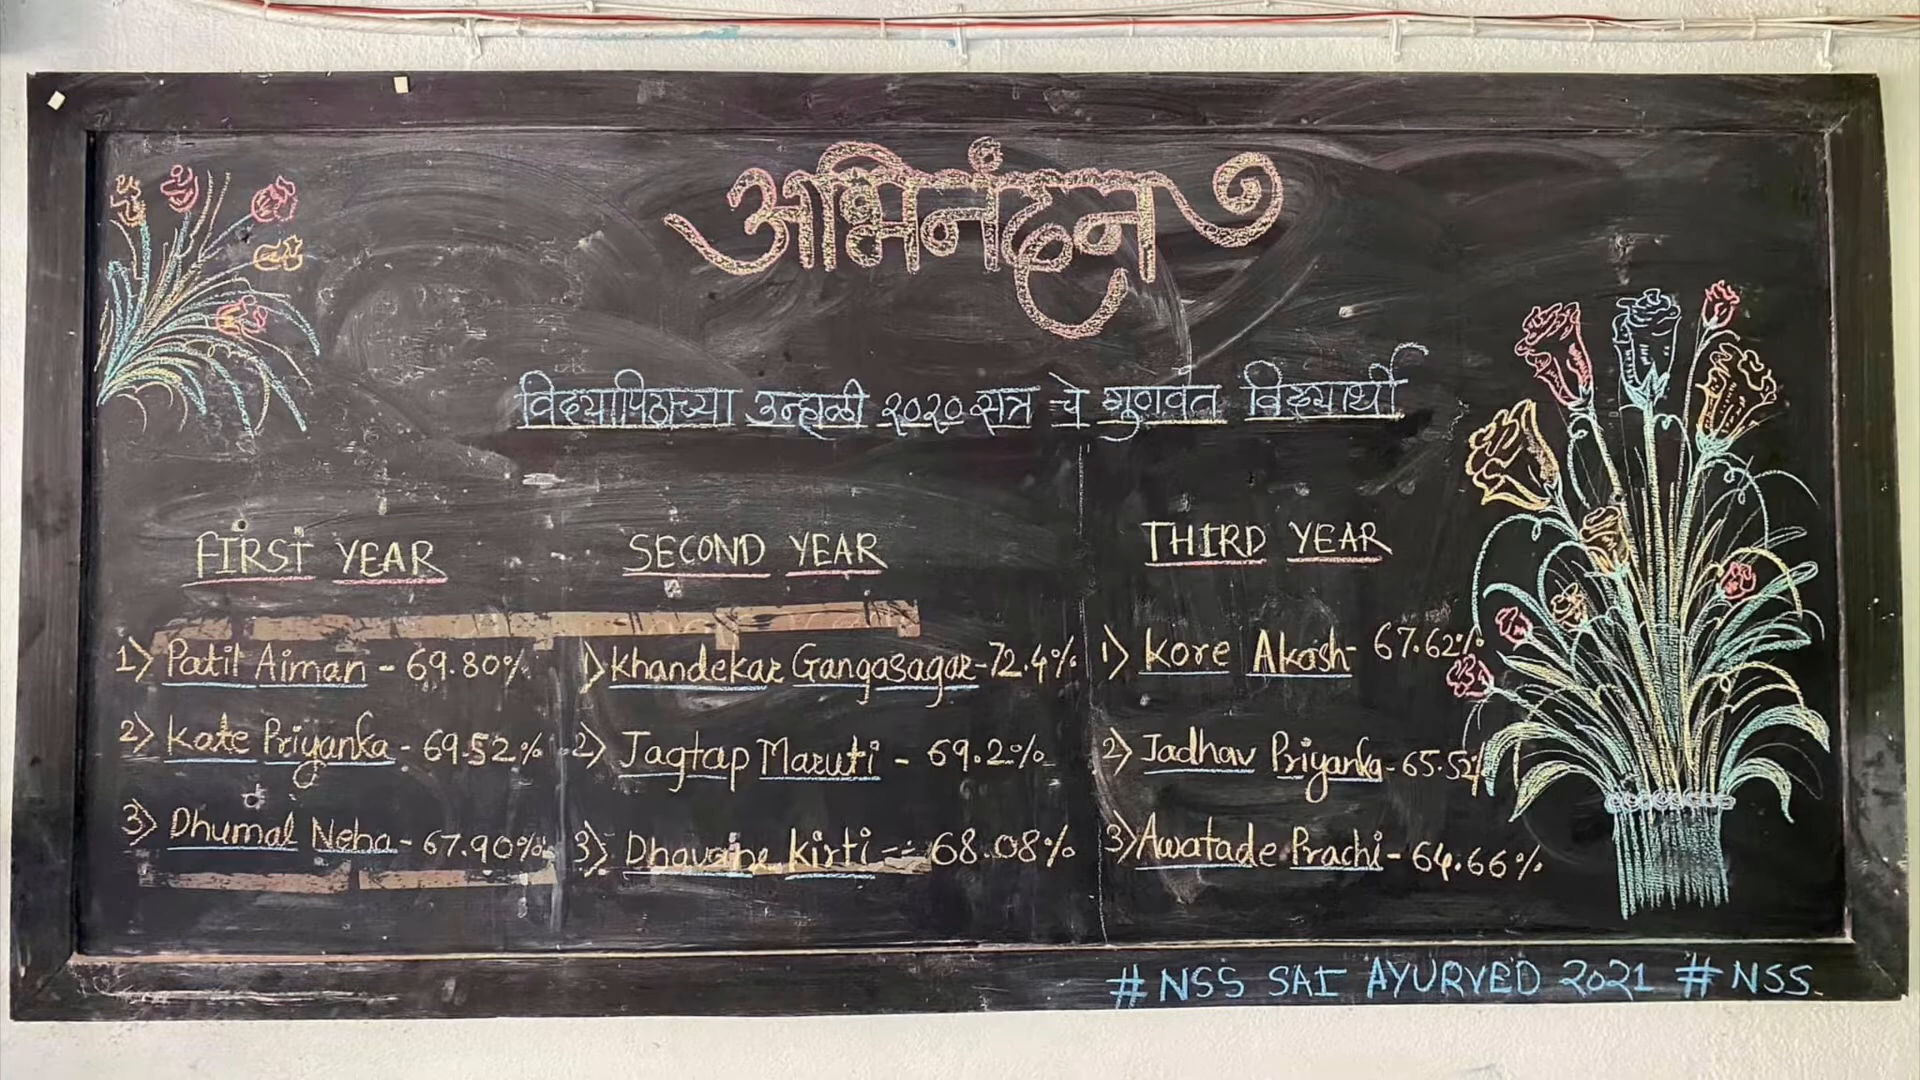 अभिनंदन
विद्यापिठाच्या उन्हाळी २०२० सत्र चे गुणवंत विद्यार्थी
FIRST YEAR
1) Patil Aiman - 69.80%
2) Kate Priyanka - 69.52%
3) Dhumal Neha - 67.90%
SECOND YEAR
1) Khandekar Gangasagar - 72.4%
2) Jagtap Maruti - 69.2%
3) Dhavane Kirti - 68.08%
THIRD YEAR
1) Kore Akash - 67.62%
2) Jadhav Priyanka - 65.52%
3) Awatade Prachi - 64.66%
# NSS SAI AYURVED 2021 # NSS